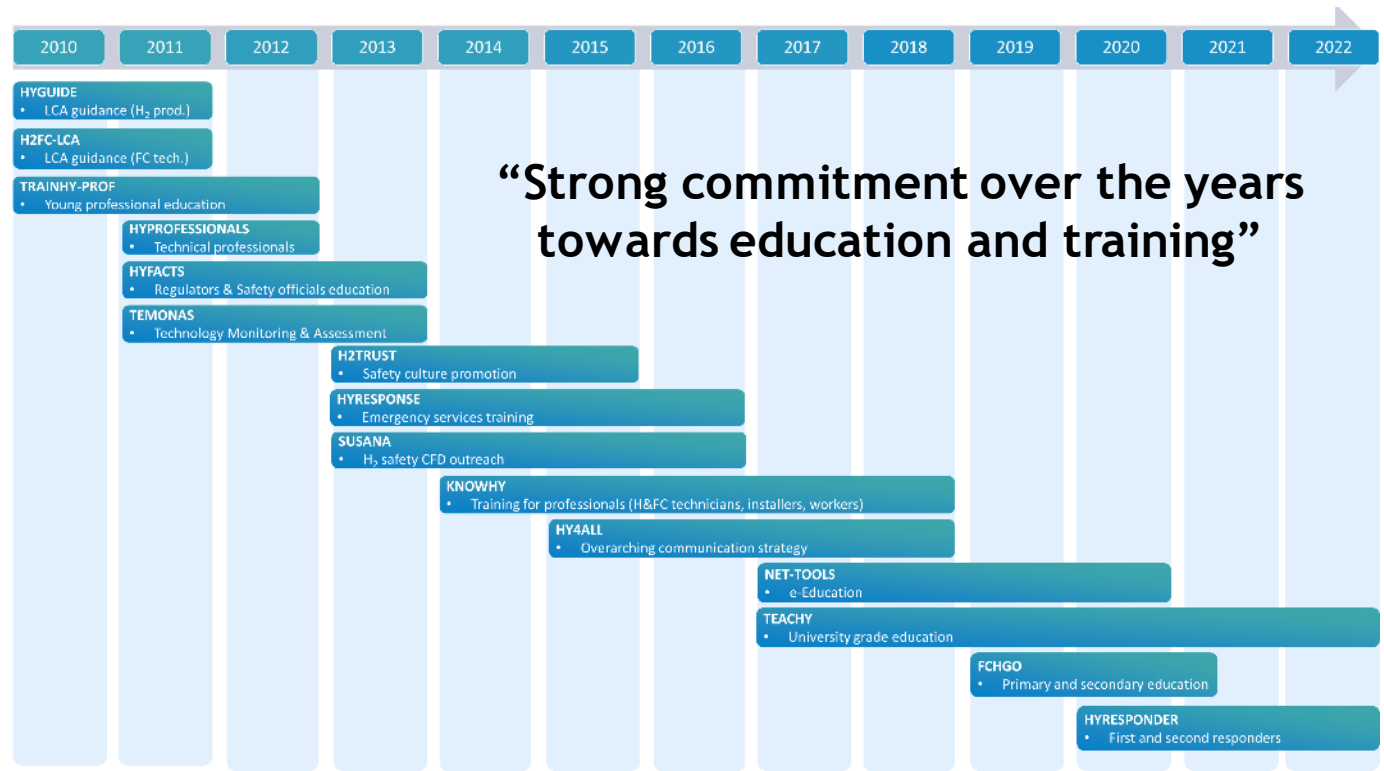 2010 2011 2012 2013 2014 2015 2016 2017 2018 2019 2020 2021 2022
HYGUIDE
• LCA guidance (H₂ prod.)
H2FC-LCA
• LCA guidance (FC tech.)
TRAINHY-PROF
• Young professional education
“Strong commitment over the years
towards education and training”
HYPROFESSIONALS
• Technical professionals
HYFACTS
• Regulators & Safety officials education
TEMONAS
• Technology Monitoring & Assessment
H2TRUST
• Safety culture promotion
HYRESPONSE
• Emergency services training
SUSANA
• H₂ safety CFD outreach
KNOWHY
• Training for professionals (H&FC technicians, installers, workers)
HY4ALL
• Overarching communication strategy
NET-TOOLS
• e-Education
TEACHY
• University grade education
FCHGO
• Primary and secondary education
HYRESPONDER
• First and second responders